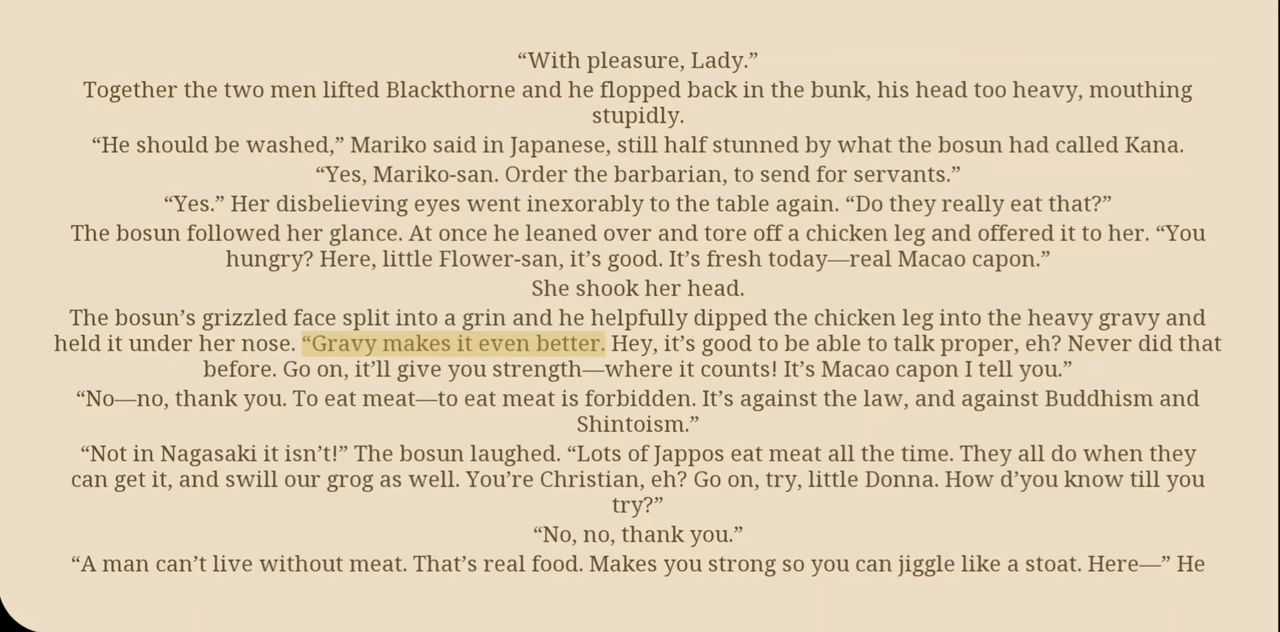 “With pleasure, Lady.”
Together the two men lifted Blackthorne and he flopped back in the bunk, his head too heavy, mouthing
stupidly.
“He should be washed,” Mariko said in Japanese, still half stunned by what the bosun had called Kana.
“Yes, Mariko-san. Order the barbarian, to send for servants.”
“Yes.” Her disbelieving eyes went inexorably to the table again. “Do they really eat that?”
The bosun followed her glance. At once he leaned over and tore off a chicken leg and offered it to her. “You
hungry? Here, little Flower-san, it’s good. It’s fresh today—real Macao capon.”
She shook her head.
The bosun’s grizzled face split into a grin and he helpfully dipped the chicken leg into the heavy gravy and
held it under her nose. “Gravy makes it even better. Hey, it’s good to be able to talk proper, eh? Never did that
before. Go on, it’ll give you strength—where it counts! It’s Macao capon I tell you.”
“No—no, thank you. To eat meat—to eat meat is forbidden. It’s against the law, and against Buddhism and
Shintoism.”
“Not in Nagasaki it isn’t!” The bosun laughed. “Lots of Jappos eat meat all the time. They all do when they
can get it, and swill our grog as well. You’re Christian, eh? Go on, try, little Donna. How d’you know till you
try?”
“No, no, thank you.”
“A man can’t live without meat. That’s real food. Makes you strong so you can jiggle like a stoat. Here—” He